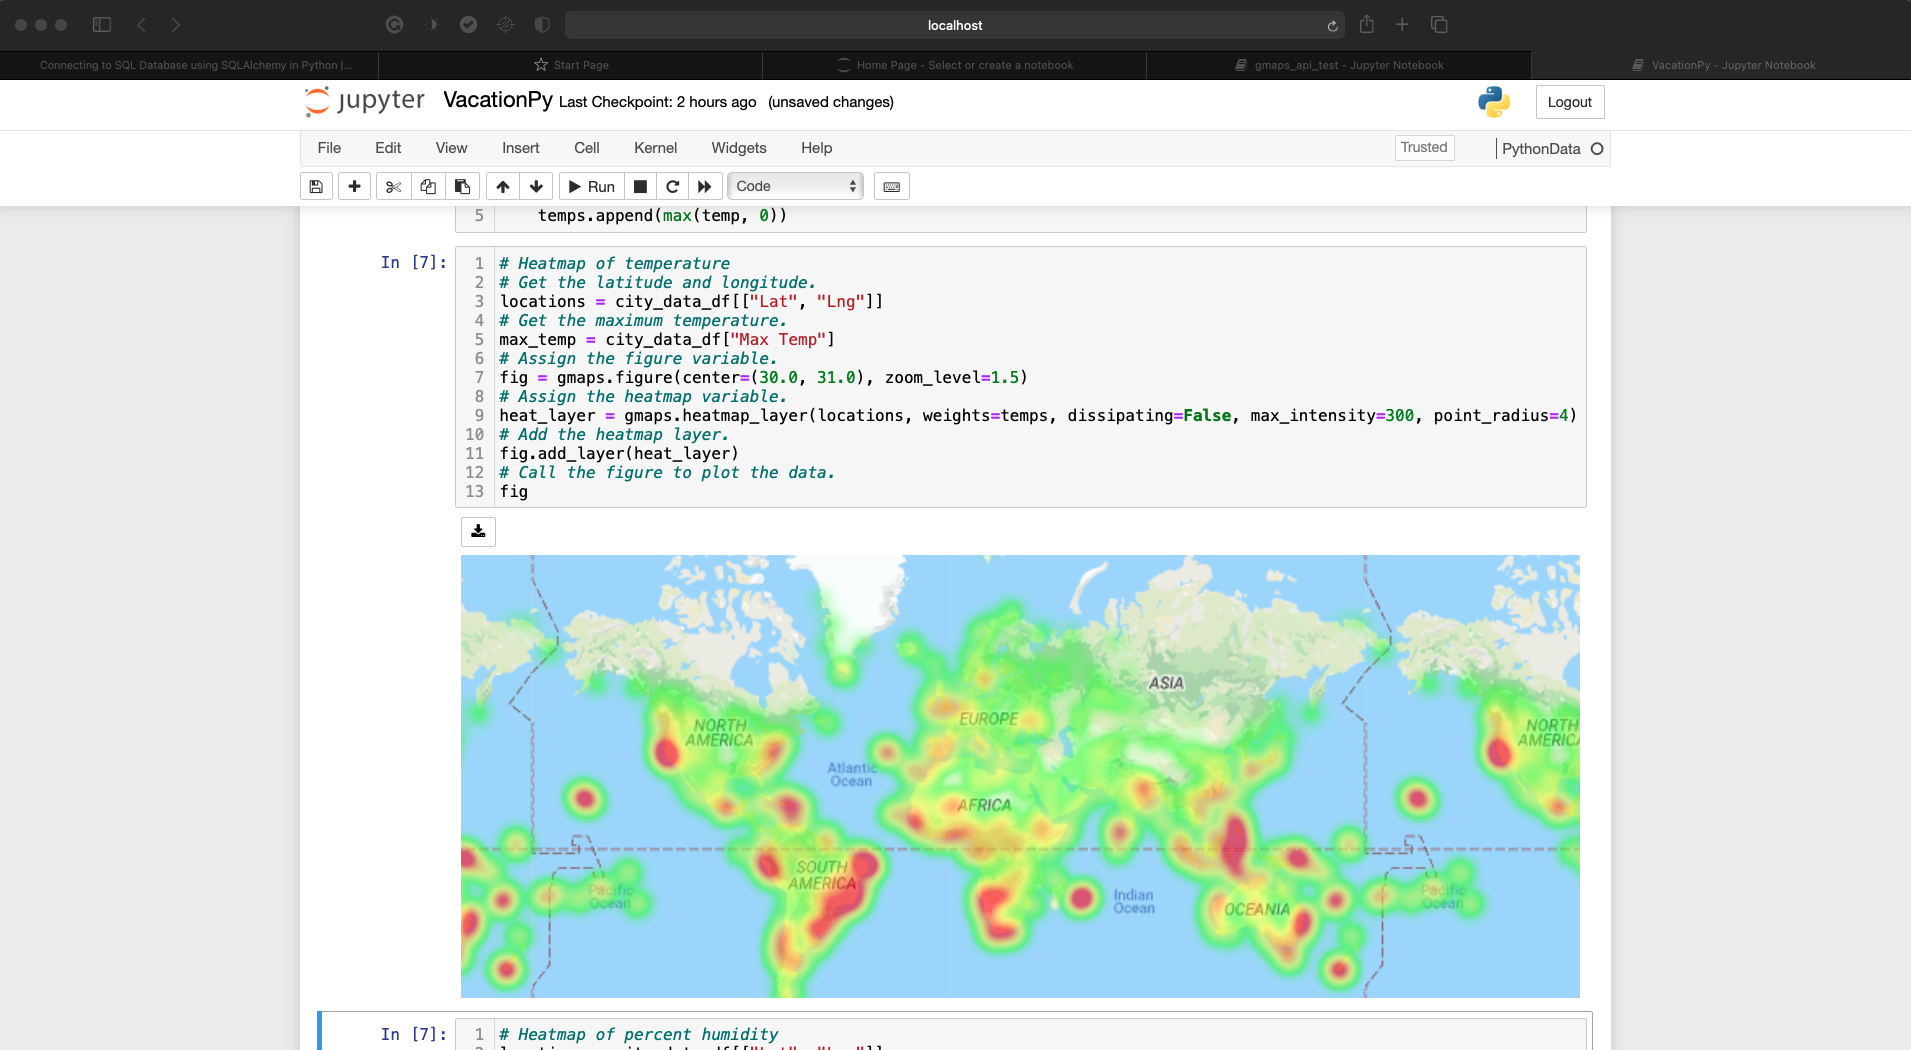 localhost
Connecting to SQL Database using SQLAlchemy in Python |...
Start Page
Home Page - Select or create a notebook
gmaps_api_test - Jupyter Notebook
VacationPy - Jupyter Notebook
jupyter VacationPy Last Checkpoint: 2 hours ago (unsaved changes)
Logout
File Edit View Insert Cell Kernel Widgets Help
Trusted
PythonData
Run
Code
5 temps.append(max(temp, 0))
In [7]:
1 # Heatmap of temperature
2 # Get the latitude and longitude.
3 locations = city_data_df[["Lat", "Lng"]]
4 # Get the maximum temperature.
5 max_temp = city_data_df["Max Temp"]
6 # Assign the figure variable.
7 fig = gmaps.figure(center=(30.0, 31.0), zoom_level=1.5)
8 # Assign the heatmap variable.
9 heat_layer = gmaps.heatmap_layer(locations, weights=temps, dissipating=False, max_intensity=300, point_radius=4)
10 # Add the heatmap layer.
11 fig.add_layer(heat_layer)
12 # Call the figure to plot the data.
13 fig
ASIA
EUROPE
NORTH
AMERICA
NORTH
AMERICA
Atlantic
Ocean
AFRICA
SOUTH
AMERICA
Pacific
Ocean
Indian
Ocean
OCEANIA
Pacific
Ocean
In [7]:
1 # Heatmap of percent humidity